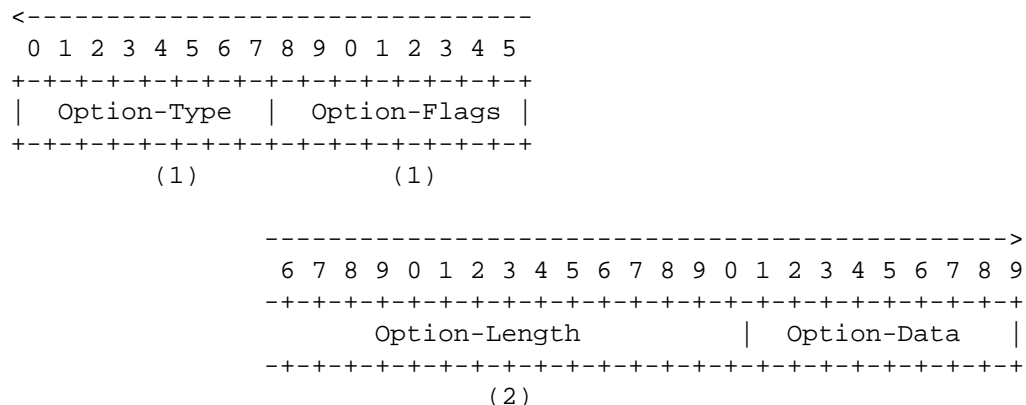 <---------------------------------
 0 1 2 3 4 5 6 7 8 9 0 1 2 3 4 5
+-+-+-+-+-+-+-+-+-+-+-+-+-+-+-+-+
|  Option-Type  |  Option-Flags |
+-+-+-+-+-+-+-+-+-+-+-+-+-+-+-+-+
         (1)            (1)
----------------------------------------------->
 6 7 8 9 0 1 2 3 4 5 6 7 8 9 0 1 2 3 4 5 6 7 8 9
-+-+-+-+-+-+-+-+-+-+-+-+-+-+-+-+-+-+-+-+-+-+-+-+
       Option-Length          |  Option-Data   |
-+-+-+-+-+-+-+-+-+-+-+-+-+-+-+-+-+-+-+-+-+-+-+-+
              (2)